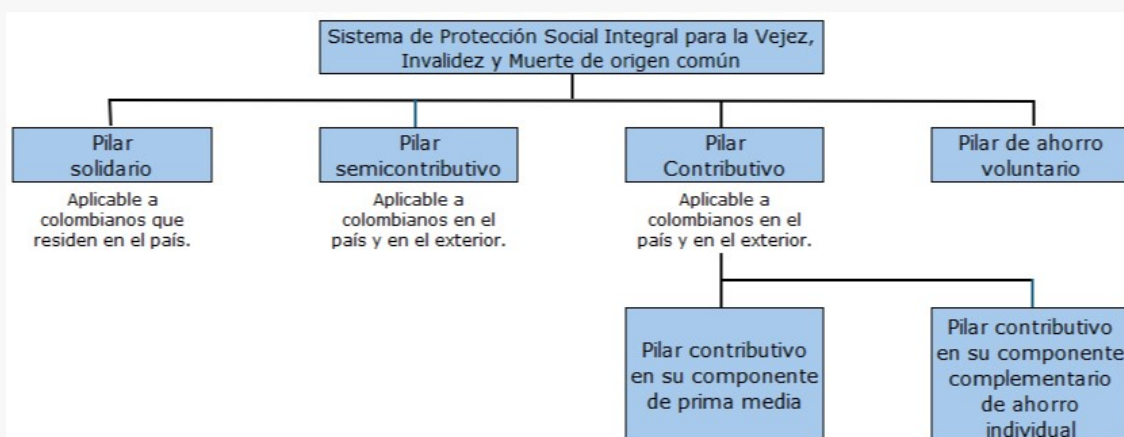 Sistema de Protección Social Integral para la Vejez,
Invalidez y Muerte de origen común
Pilar
solidario
Aplicable a
colombianos que
residen en el país.
Pilar
semicontributivo
Aplicable a
colombianos en el
país y en el exterior.
Pilar
Contributivo
Aplicable a
colombianos en el
país y en el exterior.
Pilar de ahorro
voluntario
Pilar contributivo
en su componente
de prima media
Pilar contributivo
en su componente
complementario
de ahorro
individual